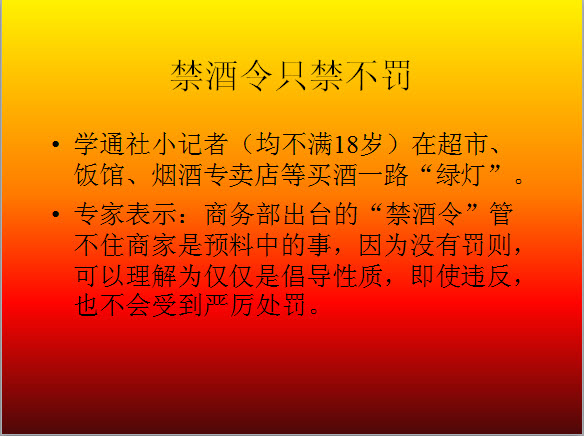 禁酒令只禁不罚
• 学通社小记者（均不满18岁）在超市、
饭馆、烟酒专卖店等买酒一路“绿灯”。
• 专家表示：商务部出台的“禁酒令”管
不住商家是预料中的事，因为没有罚则，
可以理解为仅仅是倡导性质，即使违反，
也不会受到严厉处罚。